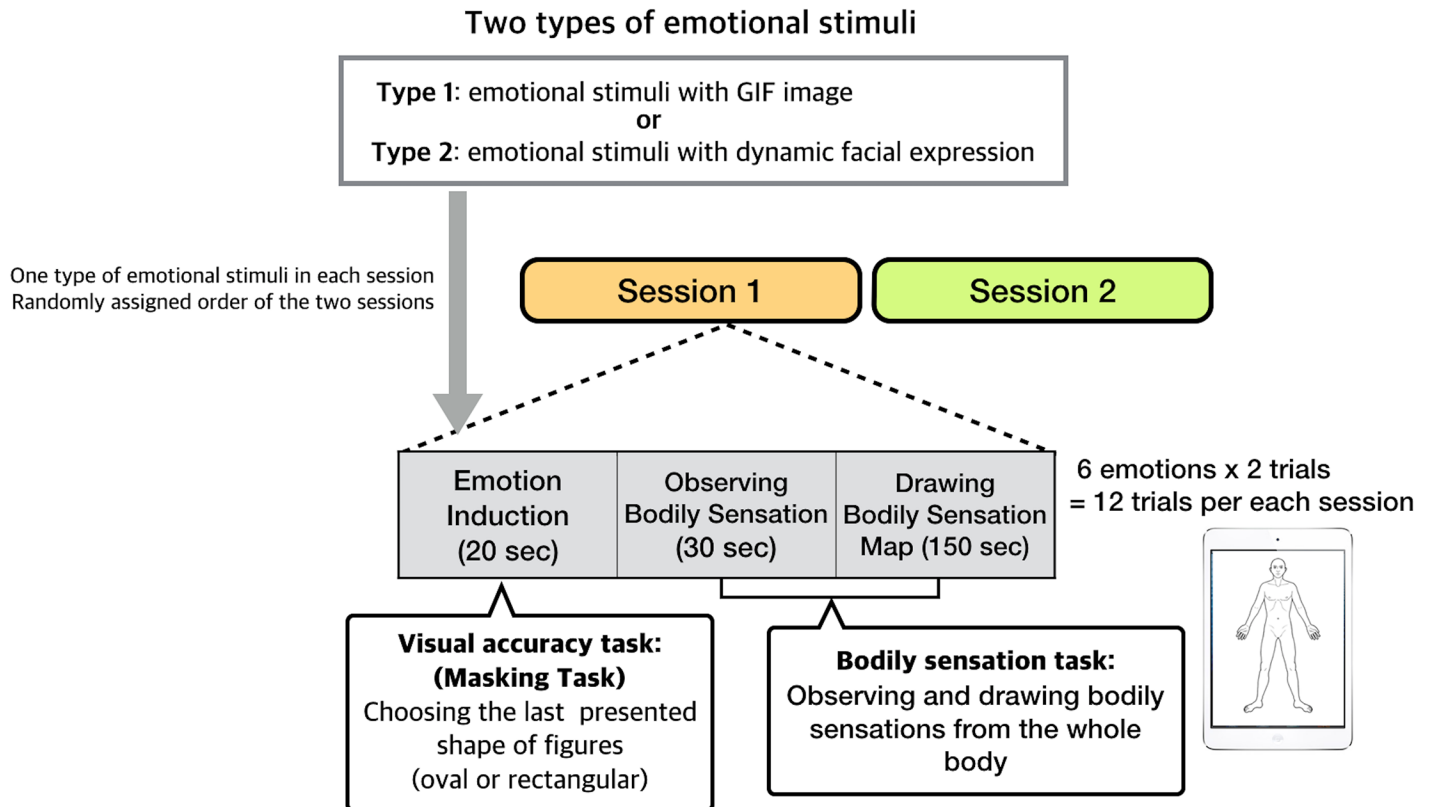 Two types of emotional stimuli
Type 1: emotional stimuli with GIF image
or
Type 2: emotional stimuli with dynamic facial expression
One type of emotional stimuli in each session
Randomly assigned order of the two sessions
Session 1
Session 2
Emotion
Induction
(20 sec)
Observing
Bodily Sensation
(30 sec)
Drawing
Bodily Sensation
Map (150 sec)
6 emotions x 2 trials
= 12 trials per each session
Visual accuracy task:
(Masking Task)
Choosing the last presented
shape of figures
(oval or rectangular)
Bodily sensation task:
Observing and drawing bodily
sensations from the whole
body